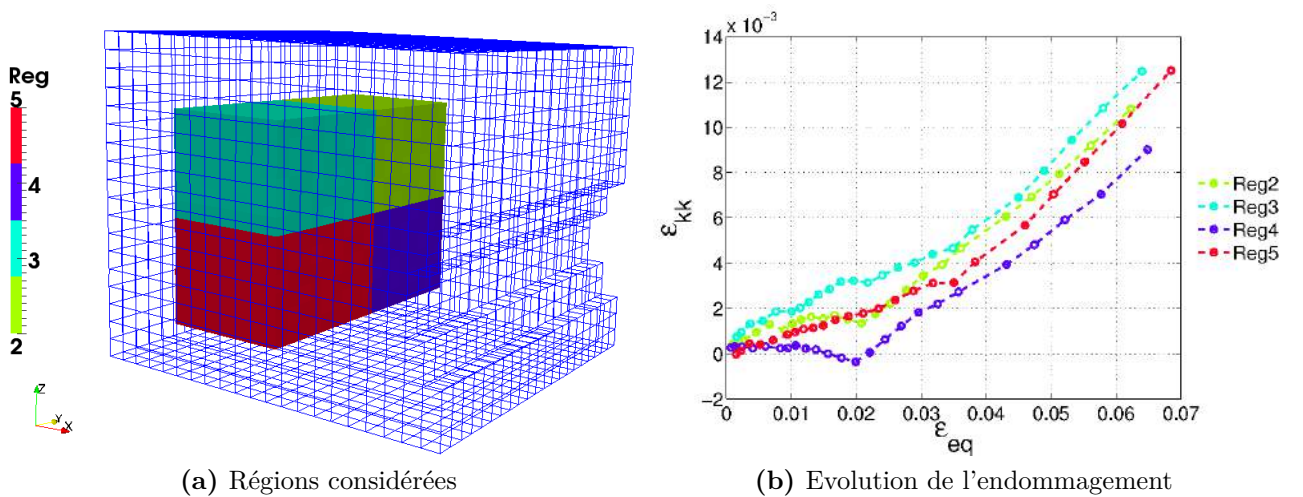 Reg
5
4
3
2
Z
Y
X
(a) Régions considérées
x 10⁻³
14
12
10
8
6
4
2
0
−2
0 0.01 0.02 0.03 0.04 0.05 0.06 0.07
ε_kk
ε_eq
Reg2
Reg3
Reg4
Reg5
(b) Evolution de l'endommagement